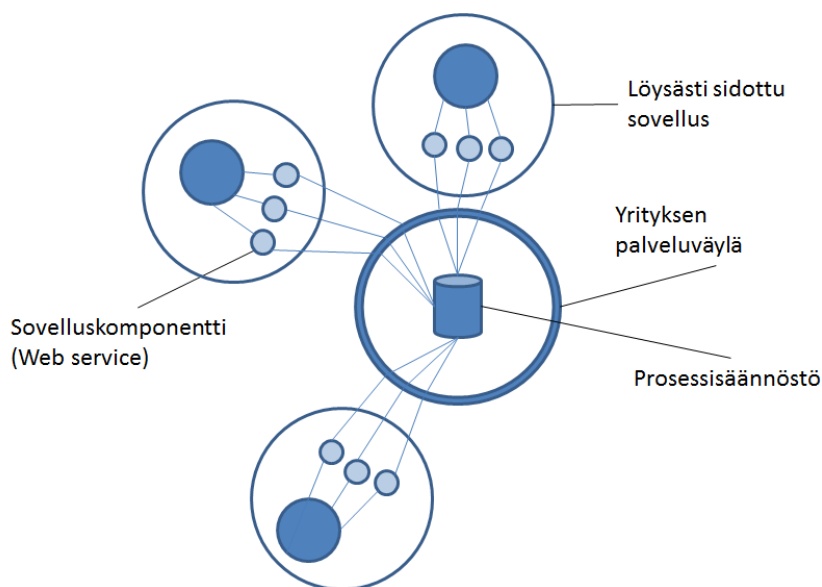 Löysästi sidottu
sovellus
Yrityksen
palveluväylä
Sovelluskomponentti
(Web service)
Prosessisäännöstö